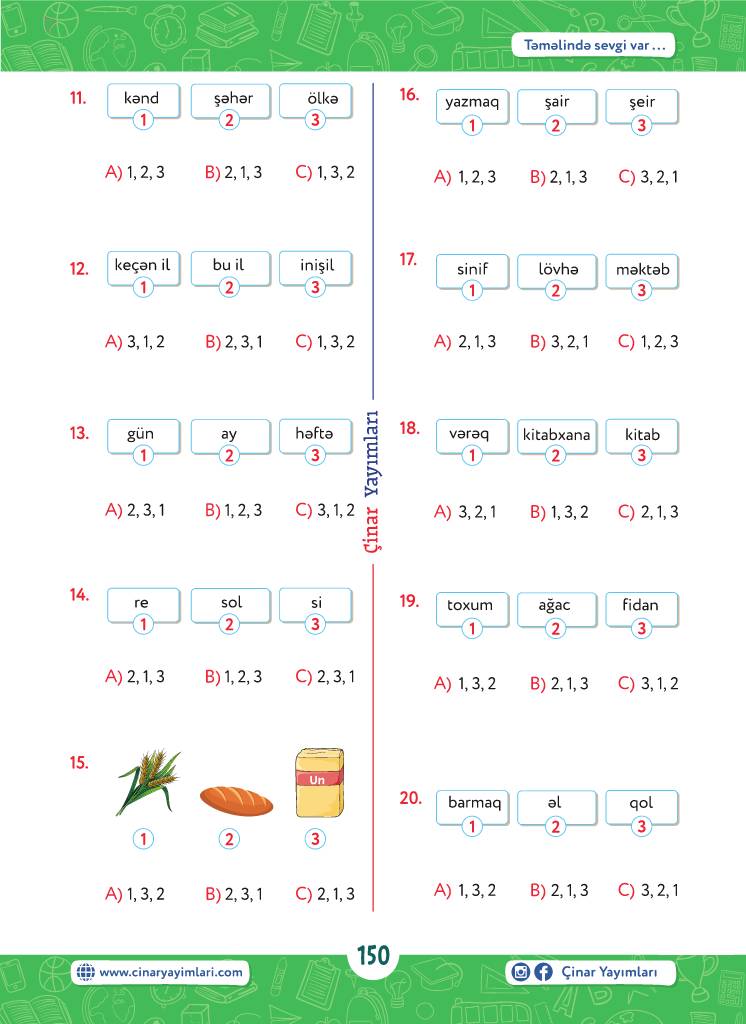 Təməlində sevgi var ...
11.
kənd şəhər ölkə
1 2 3
A) 1, 2, 3 B) 2, 1, 3 C) 1, 3, 2
12.
keçən il bu il inişil
1 2 3
A) 3, 1, 2 B) 2, 3, 1 C) 1, 3, 2
13.
gün ay həftə
1 2 3
A) 2, 3, 1 B) 1, 2, 3 C) 3, 1, 2
14.
re sol si
1 2 3
A) 2, 1, 3 B) 1, 2, 3 C) 2, 3, 1
15.
Un
1 2 3
A) 1, 3, 2 B) 2, 3, 1 C) 2, 1, 3
Çinar Yayımları
16.
yazmaq şair şeir
1 2 3
A) 1, 2, 3 B) 2, 1, 3 C) 3, 2, 1
17.
sinif lövhə məktəb
1 2 3
A) 2, 1, 3 B) 3, 2, 1 C) 1, 2, 3
18.
vərəq kitabxana kitab
1 2 3
A) 3, 2, 1 B) 1, 3, 2 C) 2, 1, 3
19.
toxum ağac fidan
1 2 3
A) 1, 3, 2 B) 2, 1, 3 C) 3, 1, 2
20.
barmaq əl qol
1 2 3
A) 1, 3, 2 B) 2, 1, 3 C) 3, 2, 1
www.cinaryayimlari.com
150
Çinar Yayımları